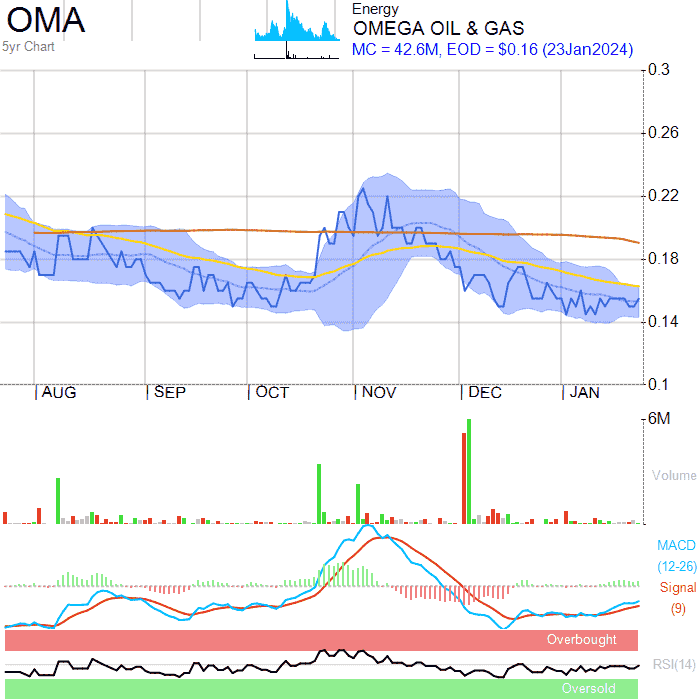 OMA
5yr Chart
Energy
OMEGA OIL & GAS
MC = 42.6M, EOD = $0.16 (23Jan2024)
0.3
0.26
0.22
0.18
0.14
0.1
AUG SEP OCT NOV DEC JAN
6M
Volume
MACD
(12-26)
Signal
(9)
Overbought
RSI(14)
Oversold